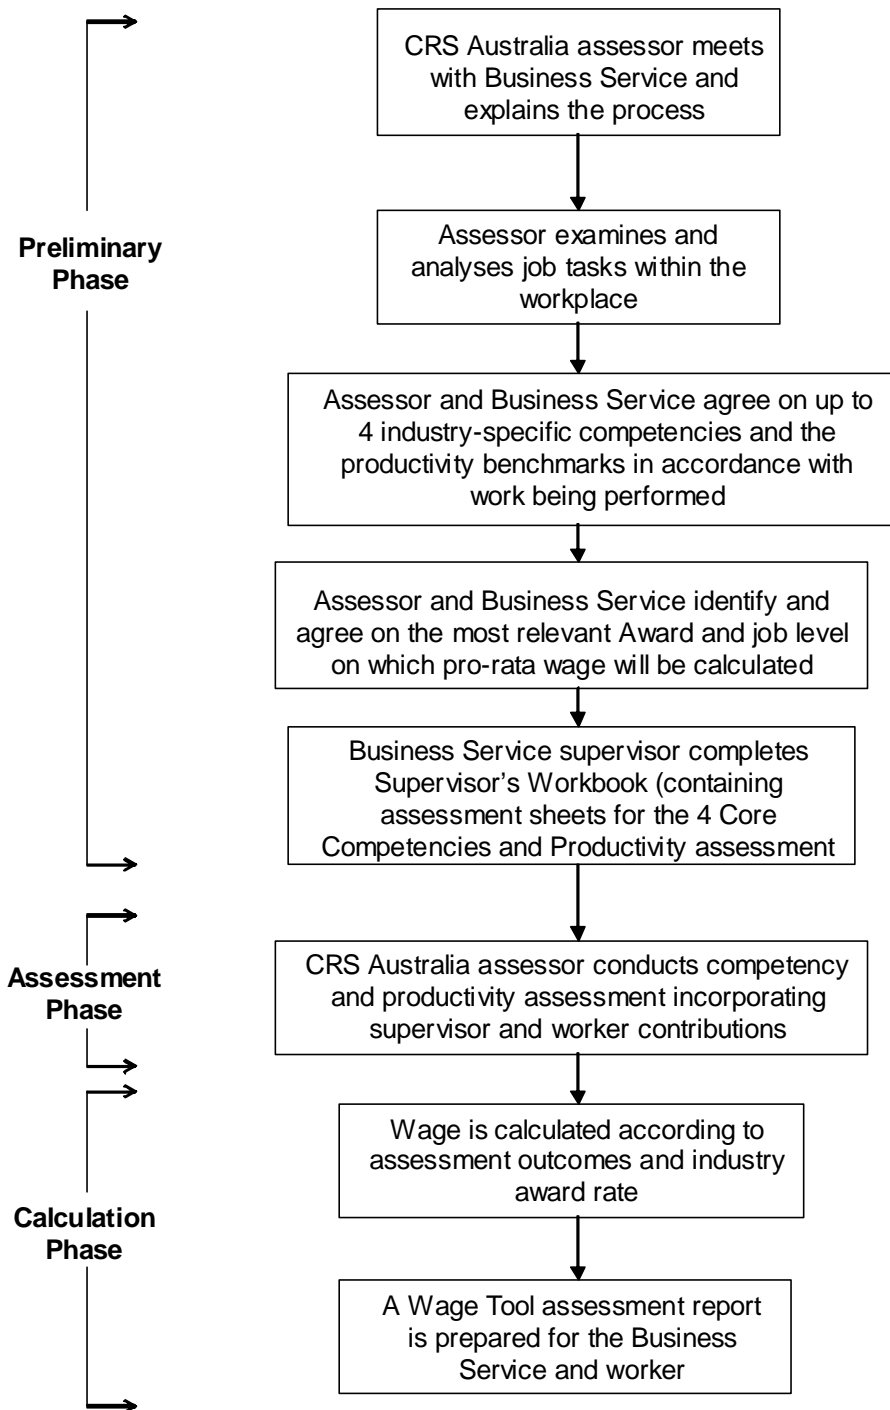 CRS Australia assessor meets
with Business Service and
explains the process
Preliminary
Phase
Assessor examines and
analyses job tasks within the
workplace
Assessor and Business Service agree on up to
4 industry-specific competencies and the
productivity benchmarks in accordance with
work being performed
Assessor and Business Service identify and
agree on the most relevant Award and job level
on which pro-rata wage will be calculated
Business Service supervisor completes
Supervisor's Workbook (containing
assessment sheets for the 4 Core
Competencies and Productivity assessment
Assessment
Phase
CRS Australia assessor conducts competency
and productivity assessment incorporating
supervisor and worker contributions
Calculation
Phase
Wage is calculated according to
assessment outcomes and industry
award rate
A Wage Tool assessment report
is prepared for the Business
Service and worker